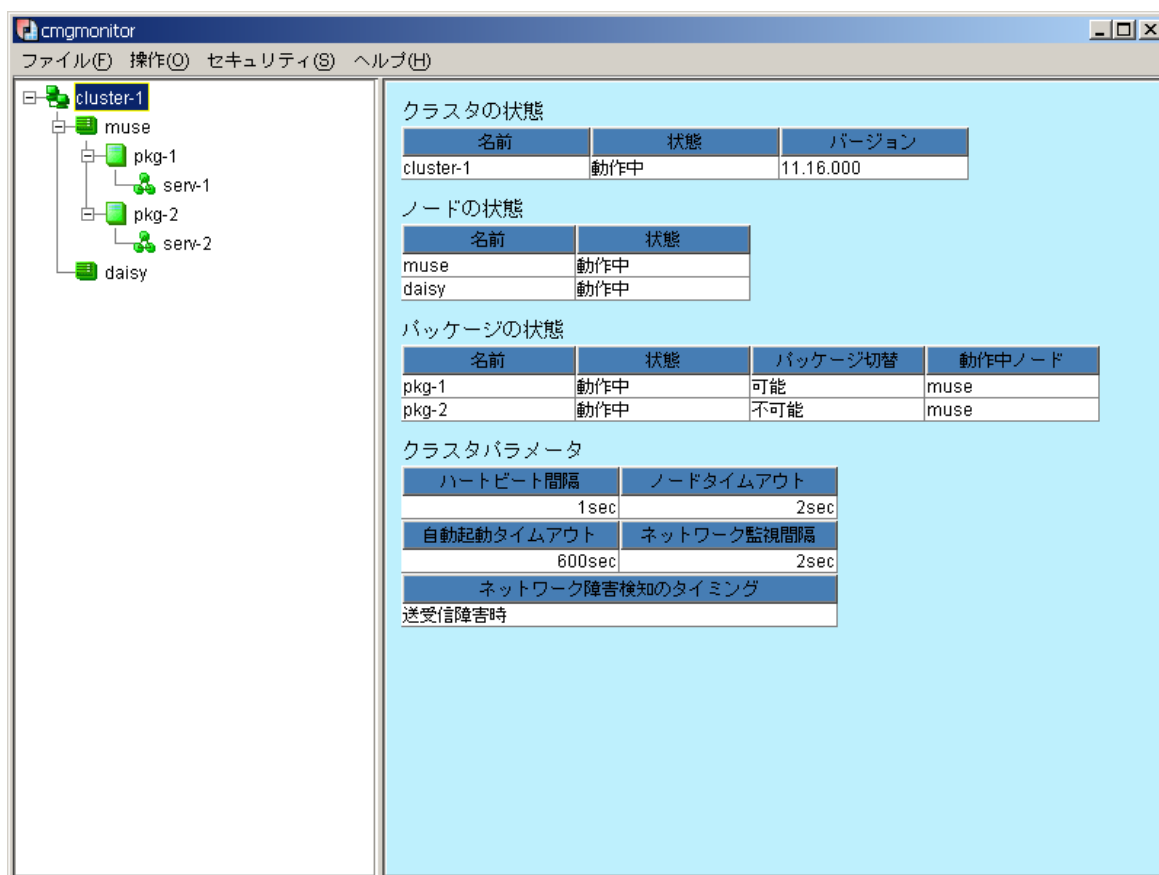 cmgmonitor
ファイル(F) 操作(O) セキュリティ(S) ヘルプ(H)
cluster-1
muse
pkg-1
serv-1
pkg-2
serv-2
daisy
クラスタの状態
名前 状態 バージョン
cluster-1 動作中 11.16.000
ノードの状態
名前 状態
muse 動作中
daisy 動作中
パッケージの状態
名前 状態 パッケージ切替 動作中ノード
pkg-1 動作中 可能 muse
pkg-2 動作中 不可能 muse
クラスタパラメータ
ハートビート間隔 ノードタイムアウト
1sec 2sec
自動起動タイムアウト ネットワーク監視間隔
600sec 2sec
ネットワーク障害検知のタイミング
送受信障害時